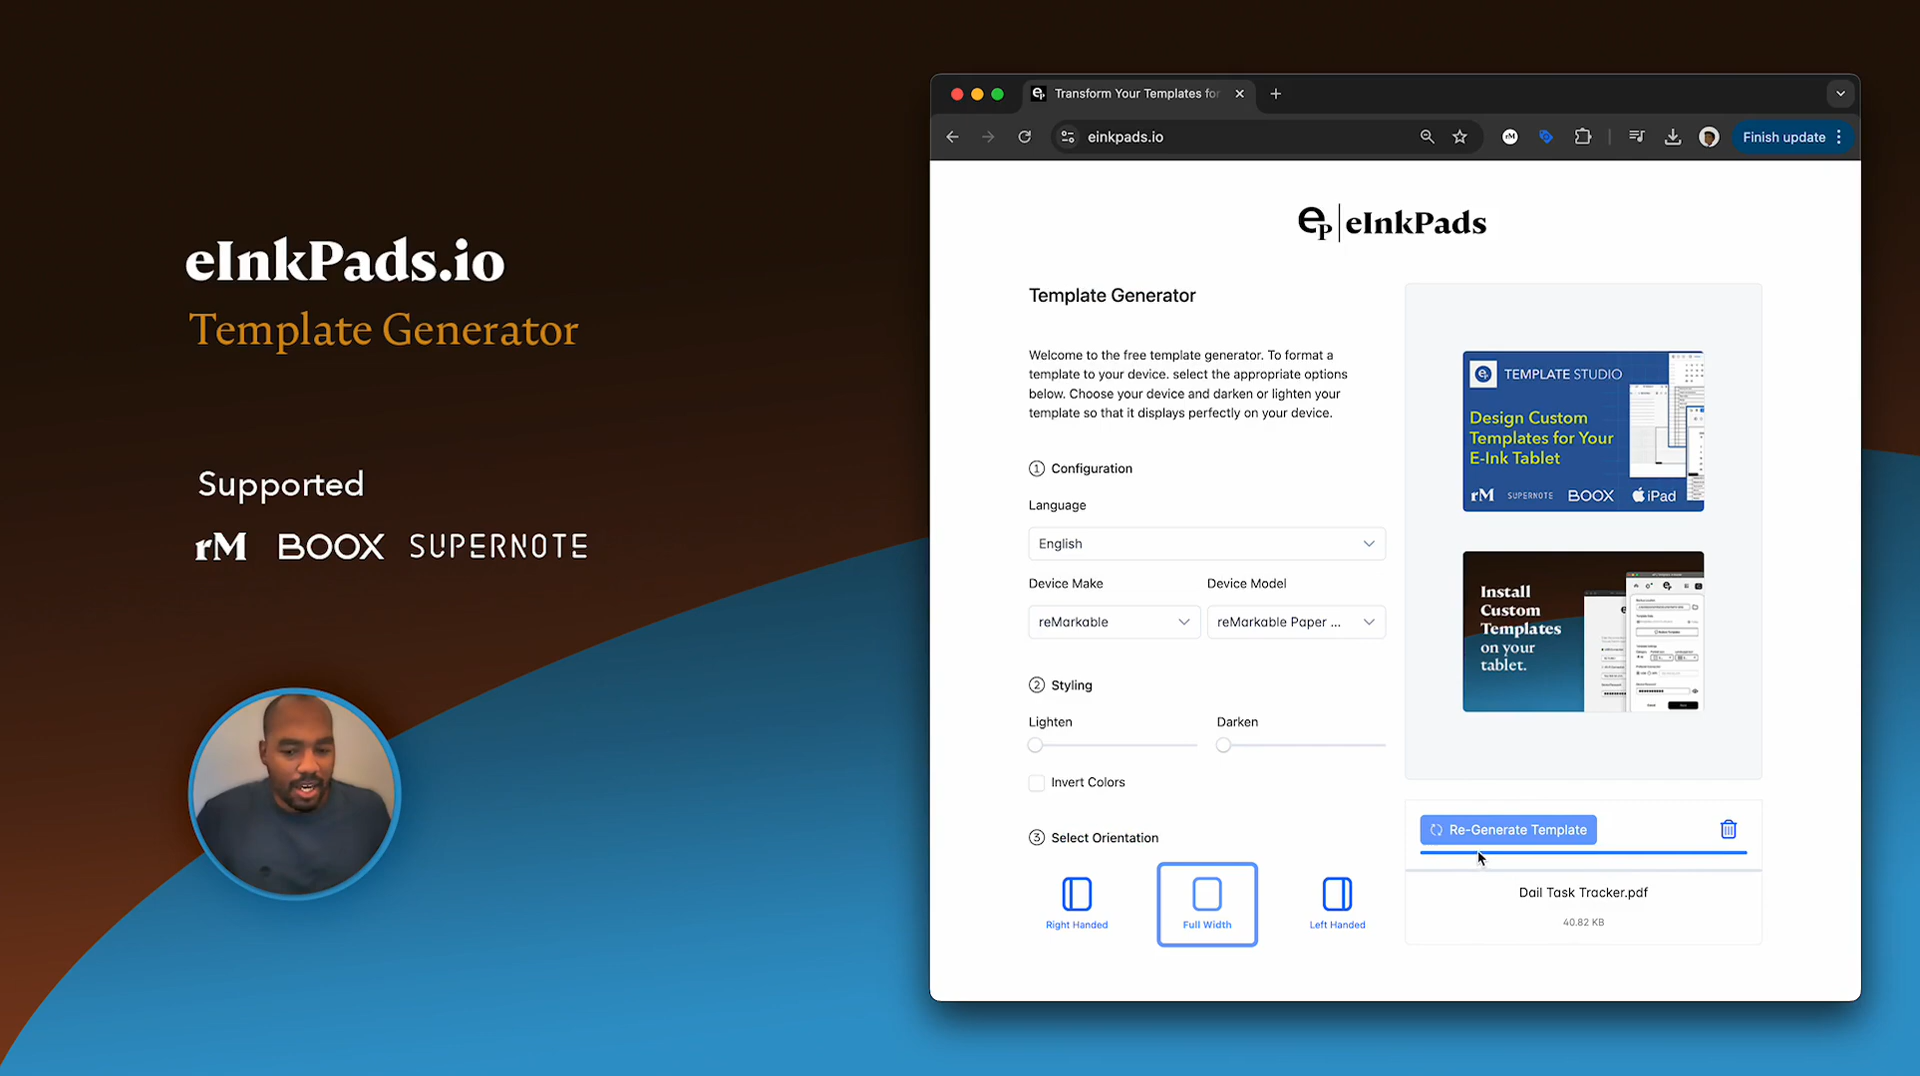 eInkPads.io
Template Generator
Supported
rM BOOX SUPERNOTE
Transform Your Templates for
einkpads.io
Finish update
eP eInkPads
Template Generator
Welcome to the free template generator. To format a
template to your device. select the appropriate options
below. Choose your device and darken or lighten your
template so that it displays perfectly on your device.
1 Configuration
Language
English
Device Make Device Model
reMarkable reMarkable Paper ...
2 Styling
Lighten Darken
Invert Colors
3 Select Orientation
Right Handed Full Width Left Handed
eP TEMPLATE STUDIO
Design Custom
Templates for Your
E-Ink Tablet
rM SUPERNOTE BOOX iPad
Install
Custom
Templates
on your
tablet.
Re-Generate Template
Dail Task Tracker.pdf
40.82 KB